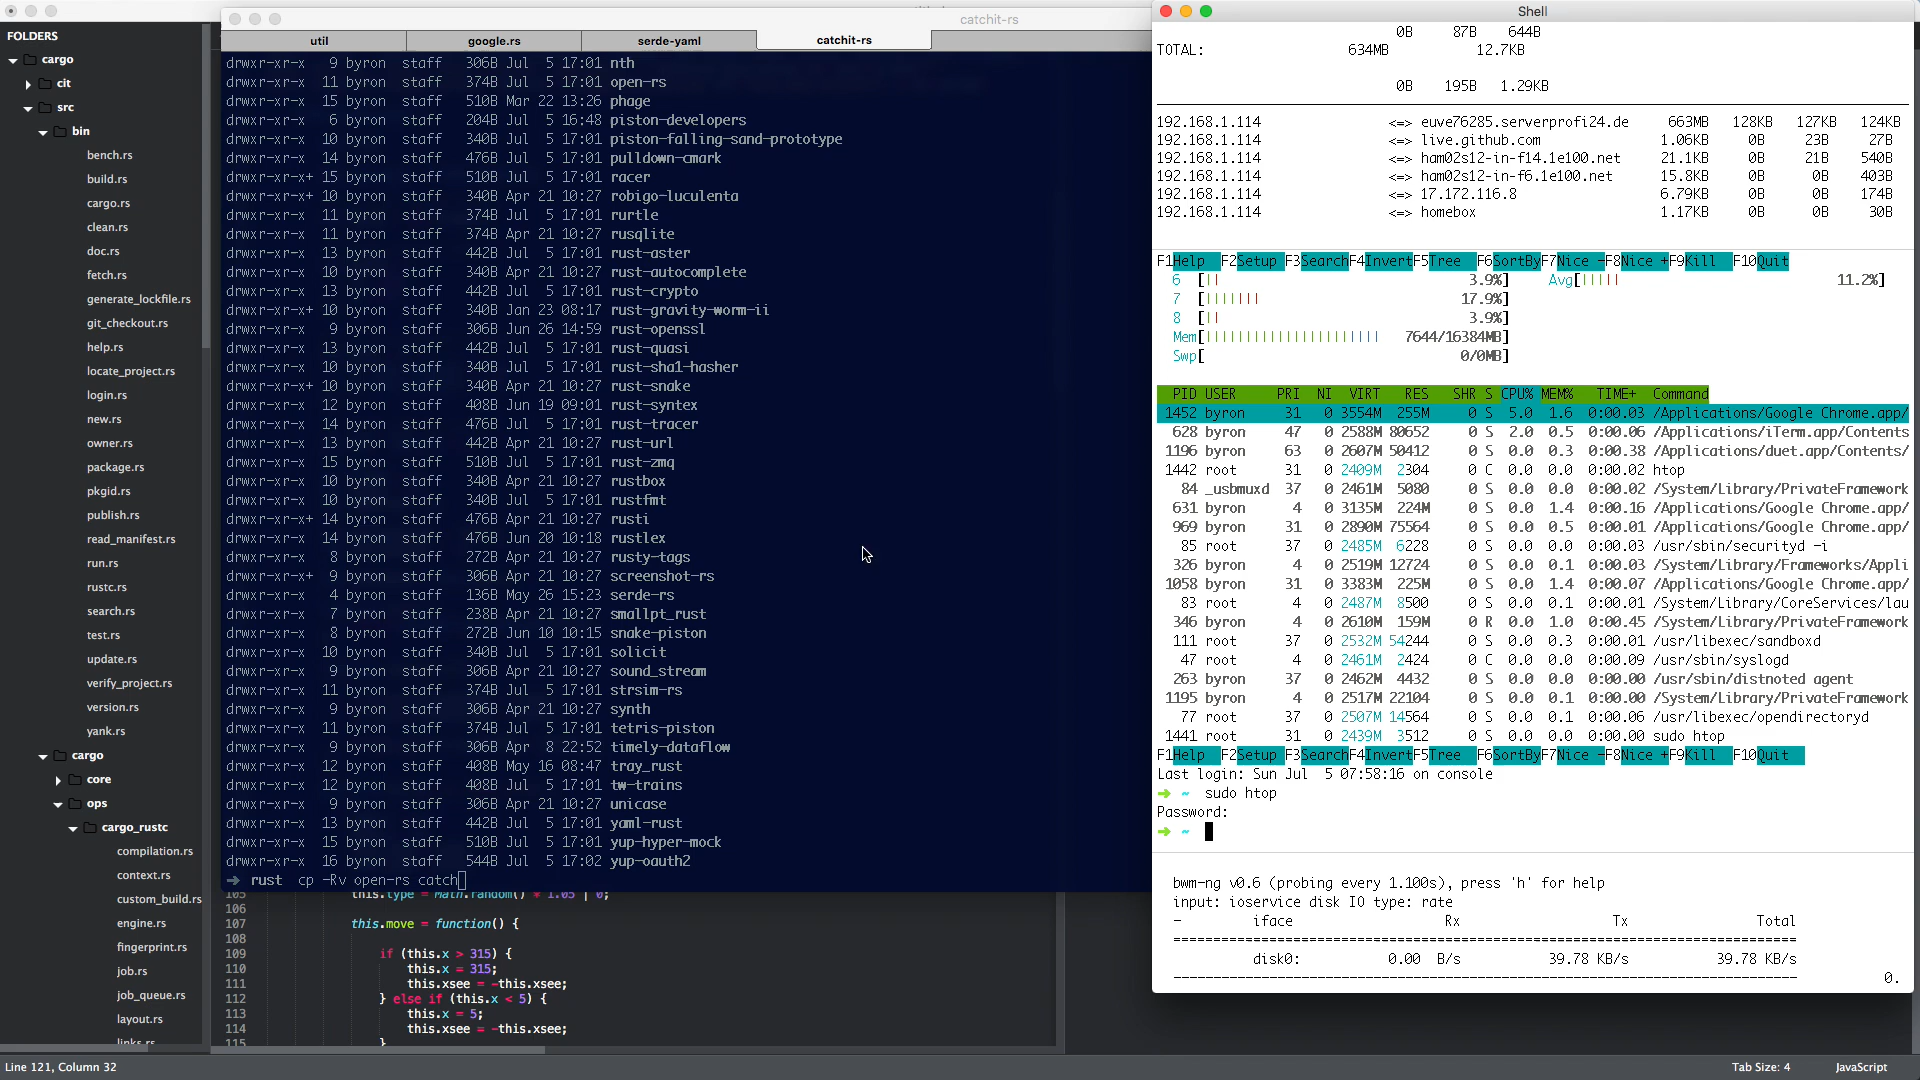 FOLDERS
cargo
cit
src
bin
bench.rs
build.rs
cargo.rs
clean.rs
doc.rs
fetch.rs
generate_lockfile.rs
git_checkout.rs
help.rs
locate_project.rs
login.rs
new.rs
owner.rs
package.rs
pkgid.rs
publish.rs
read_manifest.rs
run.rs
rustc.rs
search.rs
test.rs
update.rs
verify_project.rs
version.rs
yank.rs
cargo
core
ops
cargo_rustc
compilation.rs
context.rs
custom_build.rs
engine.rs
fingerprint.rs
job.rs
job_queue.rs
layout.rs
links.rs
catchit-rs
util google.rs serde-yaml catchit-rs
drwxr-xr-x 9 byron staff 306B Jul 5 17:01 nth
drwxr-xr-x 11 byron staff 374B Jul 5 17:01 open-rs
drwxr-xr-x 15 byron staff 510B Mar 22 13:26 phage
drwxr-xr-x 6 byron staff 204B Jul 5 16:48 piston-developers
drwxr-xr-x 10 byron staff 340B Jul 5 17:01 piston-falling-sand-prototype
drwxr-xr-x 14 byron staff 476B Jul 5 17:01 pulldown-cmark
drwxr-xr-x+ 15 byron staff 510B Jul 5 17:01 racer
drwxr-xr-x+ 10 byron staff 340B Apr 21 10:27 robigo-luculenta
drwxr-xr-x 11 byron staff 374B Jul 5 17:01 rurtle
drwxr-xr-x 11 byron staff 374B Apr 21 10:27 rusqlite
drwxr-xr-x 13 byron staff 442B Jul 5 17:01 rust-aster
drwxr-xr-x 10 byron staff 340B Apr 21 10:27 rust-autocomplete
drwxr-xr-x 13 byron staff 442B Jul 5 17:01 rust-crypto
drwxr-xr-x+ 10 byron staff 340B Jan 23 08:17 rust-gravity-worm-ii
drwxr-xr-x 9 byron staff 306B Jun 26 14:59 rust-openssl
drwxr-xr-x 13 byron staff 442B Jul 5 17:01 rust-quasi
drwxr-xr-x 10 byron staff 340B Jul 5 17:01 rust-sha1-hasher
drwxr-xr-x+ 10 byron staff 340B Apr 21 10:27 rust-snake
drwxr-xr-x 12 byron staff 408B Jun 19 09:01 rust-syntex
drwxr-xr-x 14 byron staff 476B Jul 5 17:01 rust-tracer
drwxr-xr-x 13 byron staff 442B Apr 21 10:27 rust-url
drwxr-xr-x 15 byron staff 510B Jul 5 17:01 rust-zmq
drwxr-xr-x 10 byron staff 340B Apr 21 10:27 rustbox
drwxr-xr-x 10 byron staff 340B Jul 5 17:01 rustfmt
drwxr-xr-x+ 14 byron staff 476B Apr 21 10:27 rusti
drwxr-xr-x 14 byron staff 476B Jun 20 10:18 rustlex
drwxr-xr-x 8 byron staff 272B Apr 21 10:27 rusty-tags
drwxr-xr-x+ 9 byron staff 306B Apr 21 10:27 screenshot-rs
drwxr-xr-x 4 byron staff 136B May 26 15:23 serde-rs
drwxr-xr-x 7 byron staff 238B Apr 21 10:27 smallpt_rust
drwxr-xr-x 8 byron staff 272B Jun 10 10:15 snake-piston
drwxr-xr-x 10 byron staff 340B Jul 5 17:01 solicit
drwxr-xr-x 9 byron staff 306B Apr 21 10:27 sound_stream
drwxr-xr-x 11 byron staff 374B Jul 5 17:01 strsim-rs
drwxr-xr-x 9 byron staff 306B Apr 21 10:27 synth
drwxr-xr-x 11 byron staff 374B Jul 5 17:01 tetris-piston
drwxr-xr-x 9 byron staff 306B Apr 8 22:52 timely-dataflow
drwxr-xr-x 12 byron staff 408B May 16 08:47 tray_rust
drwxr-xr-x 12 byron staff 408B Jul 5 17:01 tw-trains
drwxr-xr-x 9 byron staff 306B Apr 21 10:27 unicase
drwxr-xr-x 13 byron staff 442B Jul 5 17:01 yaml-rust
drwxr-xr-x 15 byron staff 510B Jul 5 17:01 yup-hyper-mock
drwxr-xr-x 16 byron staff 544B Jul 5 17:02 yup-oauth2
➜ rust cp -Rv open-rs catch
105 this.type = Math.random() * 1.05 | 0;
106
107 this.move = function() {
108
109 if (this.x > 315) {
110 this.x = 315;
111 this.xsee = -this.xsee;
112 } else if (this.x < 5) {
113 this.x = 5;
114 this.xsee = -this.xsee;
115 }
Shell
0B 87B 644B
TOTAL: 634MB 12.7KB
0B 195B 1.29KB
192.168.1.114 <=> euve76285.serverprofi24.de 663MB 128KB 127KB 124KB
192.168.1.114 <=> live.github.com 1.06KB 0B 23B 27B
192.168.1.114 <=> ham02s12-in-f14.1e100.net 21.1KB 0B 21B 540B
192.168.1.114 <=> ham02s12-in-f6.1e100.net 15.8KB 0B 0B 403B
192.168.1.114 <=> 17.172.116.8 6.79KB 0B 0B 174B
192.168.1.114 <=> homebox 1.17KB 0B 0B 30B
F1Help F2Setup F3SearchF4InvertF5Tree F6SortByF7Nice -F8Nice +F9Kill F10Quit
6 [|| 3.9%] Avg[||||| 11.2%]
7 [||||||| 17.9%]
8 [|| 3.9%]
Mem[|||||||||||||||||||||| 7644/16384MB]
Swp[ 0/0MB]
PID USER PRI NI VIRT RES SHR S CPU% MEM% TIME+ Command
1452 byron 31 0 3554M 255M 0 S 5.0 1.6 0:00.03 /Applications/Google Chrome.app/
628 byron 47 0 2588M 80652 0 S 2.0 0.5 0:00.06 /Applications/iTerm.app/Contents
1196 byron 63 0 2607M 50412 0 S 0.0 0.3 0:00.38 /Applications/duet.app/Contents/
1442 root 31 0 2409M 2304 0 C 0.0 0.0 0:00.02 htop
84 _usbmuxd 37 0 2461M 5080 0 S 0.0 0.0 0:00.02 /System/Library/PrivateFramework
631 byron 4 0 3135M 224M 0 S 0.0 1.4 0:00.16 /Applications/Google Chrome.app/
969 byron 31 0 2890M 75564 0 S 0.0 0.5 0:00.01 /Applications/Google Chrome.app/
85 root 37 0 2485M 6228 0 S 0.0 0.0 0:00.03 /usr/sbin/securityd -i
326 byron 4 0 2519M 12724 0 S 0.0 0.1 0:00.03 /System/Library/Frameworks/Appli
1058 byron 31 0 3383M 225M 0 S 0.0 1.4 0:00.07 /Applications/Google Chrome.app/
83 root 4 0 2487M 8500 0 S 0.0 0.1 0:00.01 /System/Library/CoreServices/lau
346 byron 4 0 2610M 159M 0 R 0.0 1.0 0:00.45 /System/Library/PrivateFramework
111 root 37 0 2532M 54244 0 S 0.0 0.3 0:00.01 /usr/libexec/sandboxd
47 root 4 0 2461M 2424 0 C 0.0 0.0 0:00.09 /usr/sbin/syslogd
263 byron 37 0 2462M 4432 0 S 0.0 0.0 0:00.00 /usr/sbin/distnoted agent
1195 byron 4 0 2517M 22104 0 S 0.0 0.1 0:00.00 /System/Library/PrivateFramework
77 root 37 0 2507M 14564 0 S 0.0 0.1 0:00.06 /usr/libexec/opendirectoryd
1441 root 31 0 2439M 3512 0 S 0.0 0.0 0:00.00 sudo htop
F1Help F2Setup F3SearchF4InvertF5Tree F6SortByF7Nice -F8Nice +F9Kill F10Quit
Last login: Sun Jul 5 07:58:16 on console
➜ ~ sudo htop
Password:
➜ ~
bwm-ng v0.6 (probing every 1.100s), press 'h' for help
input: ioservice disk IO type: rate
- iface Rx Tx Total
==============================================================================
disk0: 0.00 B/s 39.78 KB/s 39.78 KB/s
------------------------------------------------------------------------------
0.
Line 121, Column 32
Tab Size: 4 JavaScript